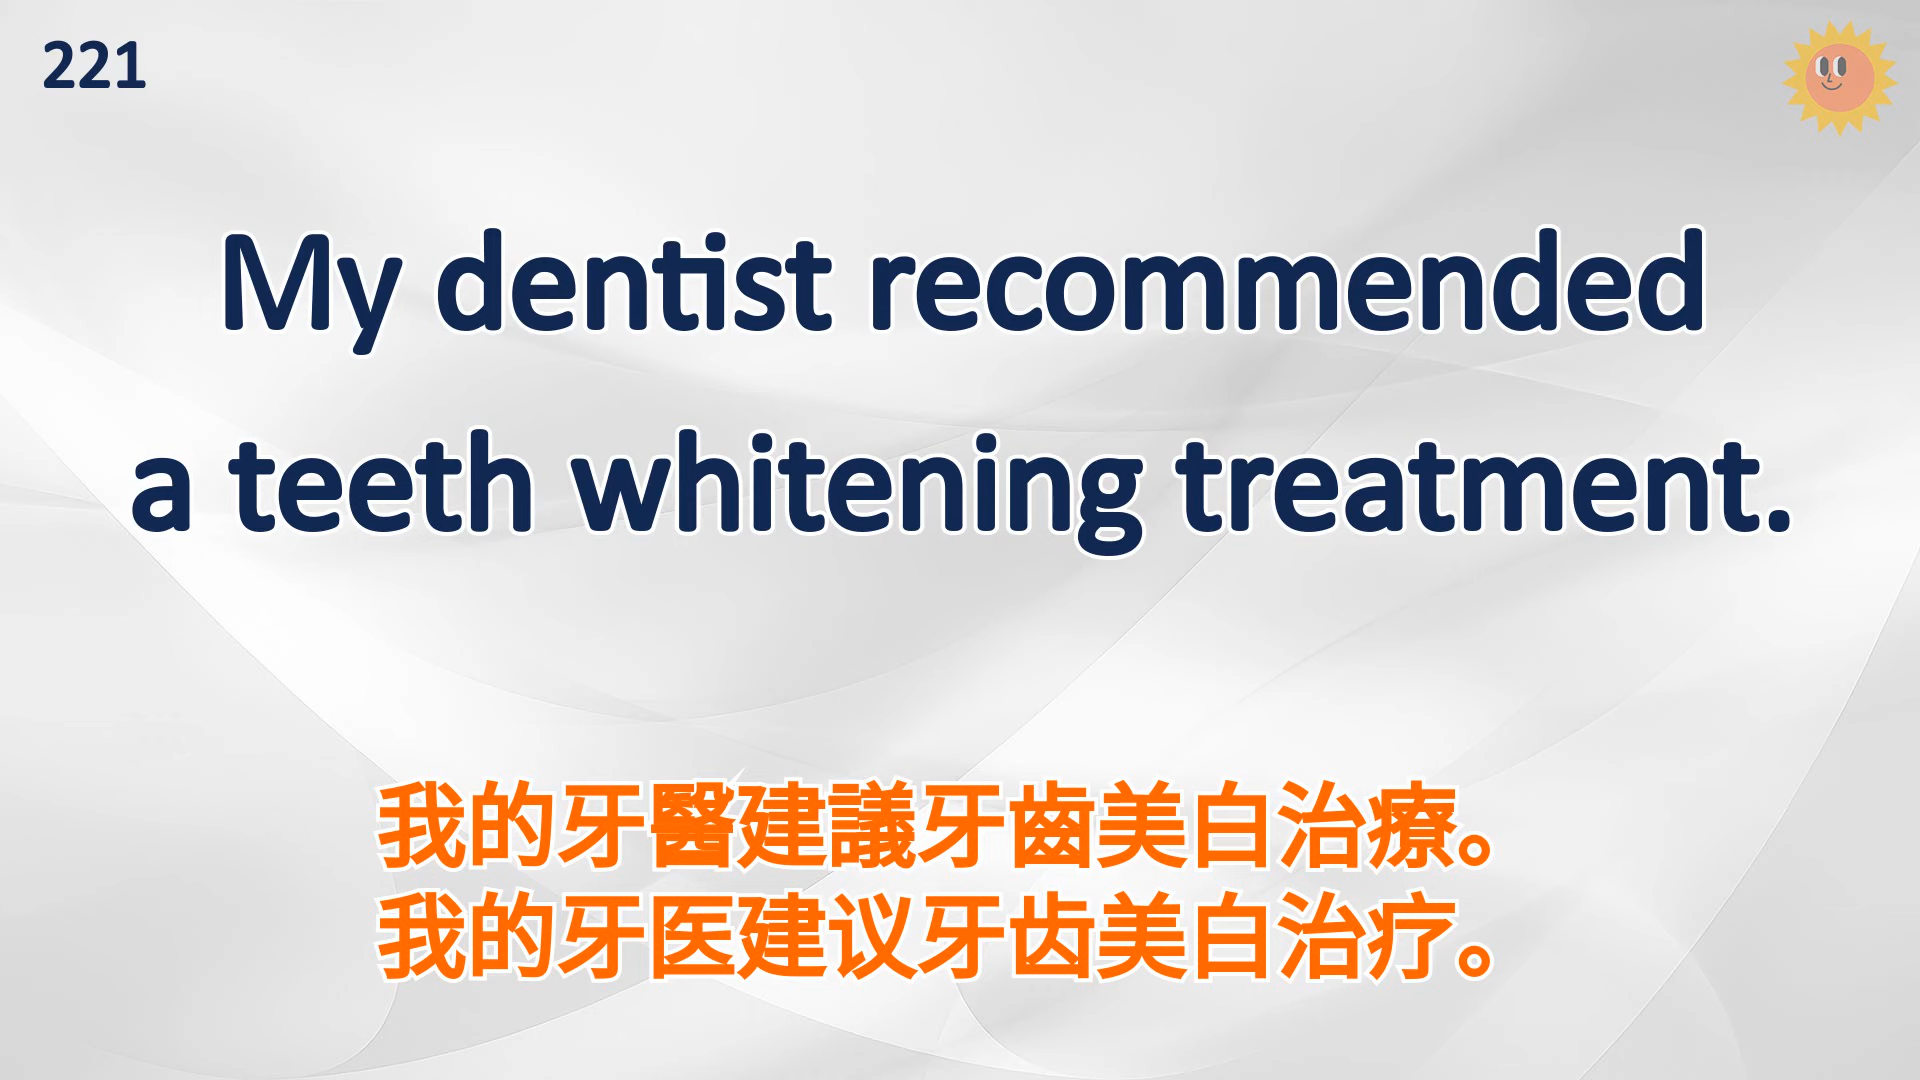 221
My dentist recommended
a teeth whitening treatment.
我的牙醫建議牙齒美白治療。
我的牙医建议牙齿美白治疗。